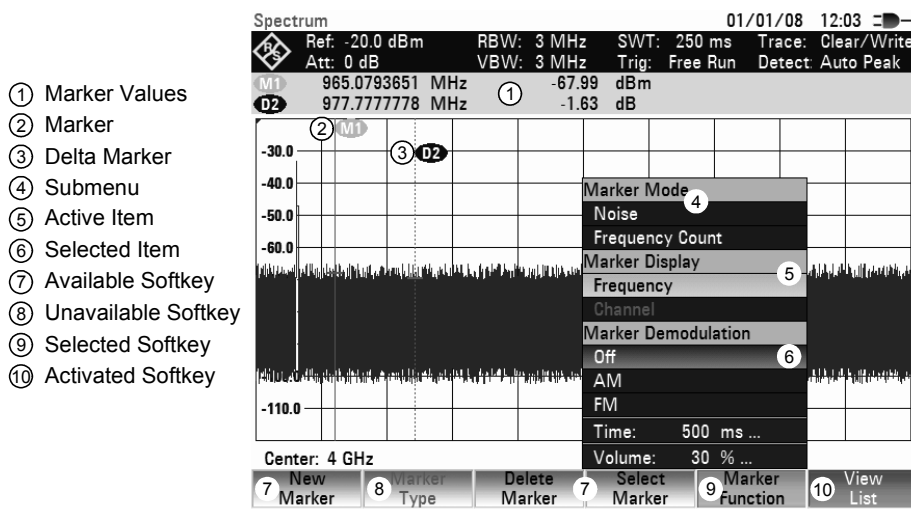 Spectrum 01/01/08 12:03
Ref: -20.0 dBm RBW: 3 MHz SWT: 250 ms Trace: Clear/Write
Att: 0 dB VBW: 3 MHz Trig: Free Run Detect: Auto Peak
M1 965.0793651 MHz -67.99 dBm
D2 977.7777778 MHz -1.63 dB
1
1 Marker Values
2 Marker
3 Delta Marker
4 Submenu
5 Active Item
6 Selected Item
7 Available Softkey
8 Unavailable Softkey
9 Selected Softkey
10 Activated Softkey
2 M1
3 D2
-30.0
-40.0
-50.0
-60.0
-110.0
Marker Mode
4
Noise
Frequency Count
Marker Display
5
Frequency
Channel
Marker Demodulation
Off 6
AM
FM
Time: 500 ms ...
Volume: 30 % ...
Center: 4 GHz
7 New Marker
8 Marker Type
Delete Marker
7 Select Marker
9 Marker Function
10 View List